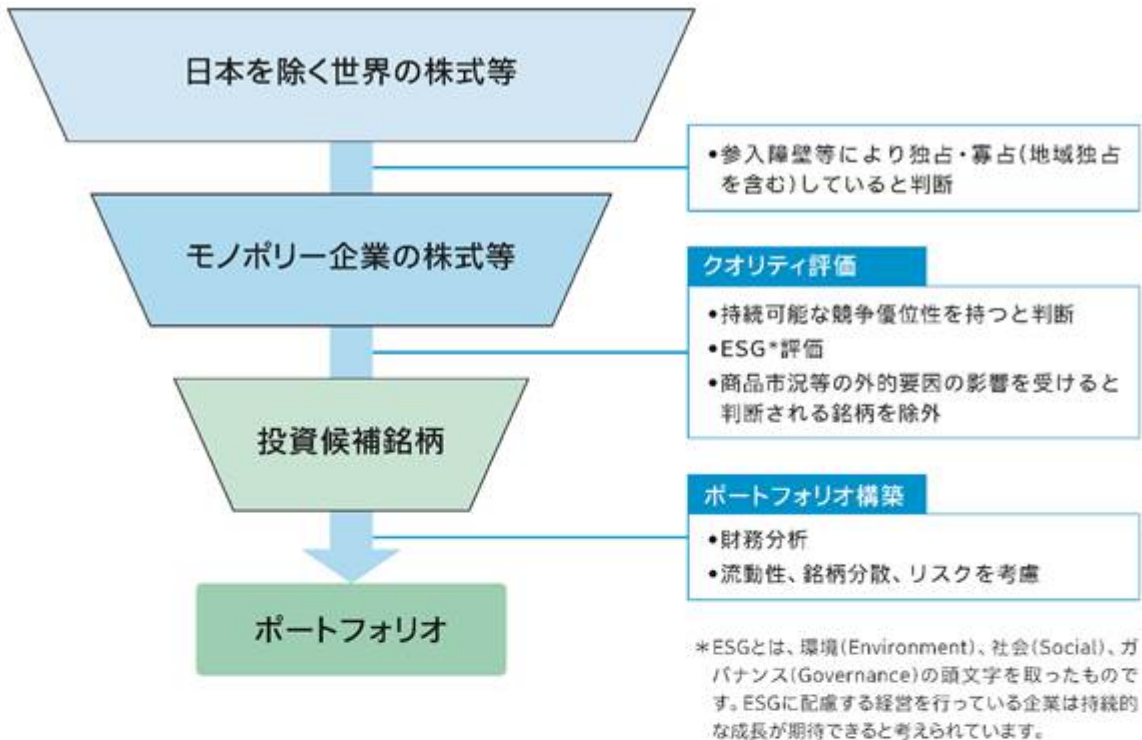 日本を除く世界の株式等
•参入障壁等により独占・寡占(地域独占
を含む)していると判断
モノポリー企業の株式等
クオリティ評価
•持続可能な競争優位性を持つと判断
•ESG*評価
•商品市況等の外的要因の影響を受けると
判断される銘柄を除外
投資候補銘柄
ポートフォリオ構築
•財務分析
•流動性、銘柄分散、リスクを考慮
ポートフォリオ
*ESGとは、環境(Environment)、社会(Social)、ガ
バナンス(Governance)の頭文字を取ったもので
す。ESGに配慮する経営を行っている企業は持続的
な成長が期待できると考えられています。